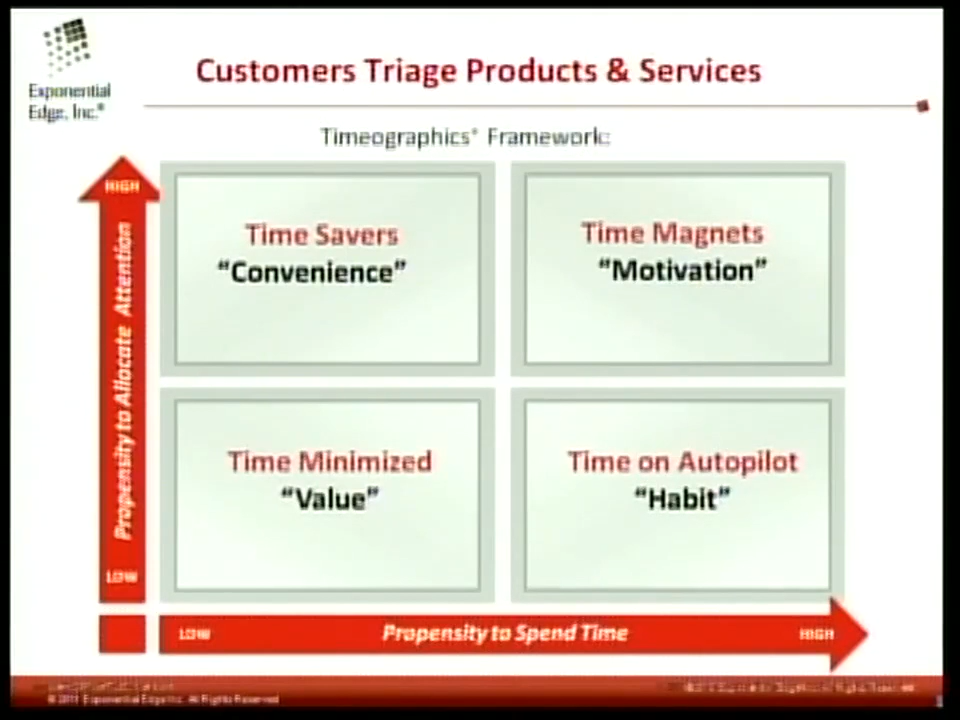 Exponential
Edge, Inc.®
Customers Triage Products & Services
Timeographics® Framework:
HIGH
Propensity to Allocate Attention
LOW
Time Savers
“Convenience”
Time Magnets
“Motivation”
Time Minimized
“Value”
Time on Autopilot
“Habit”
LOW
Propensity to Spend Time
HIGH
© 2011 Exponential Edge Inc. All Rights Reserved